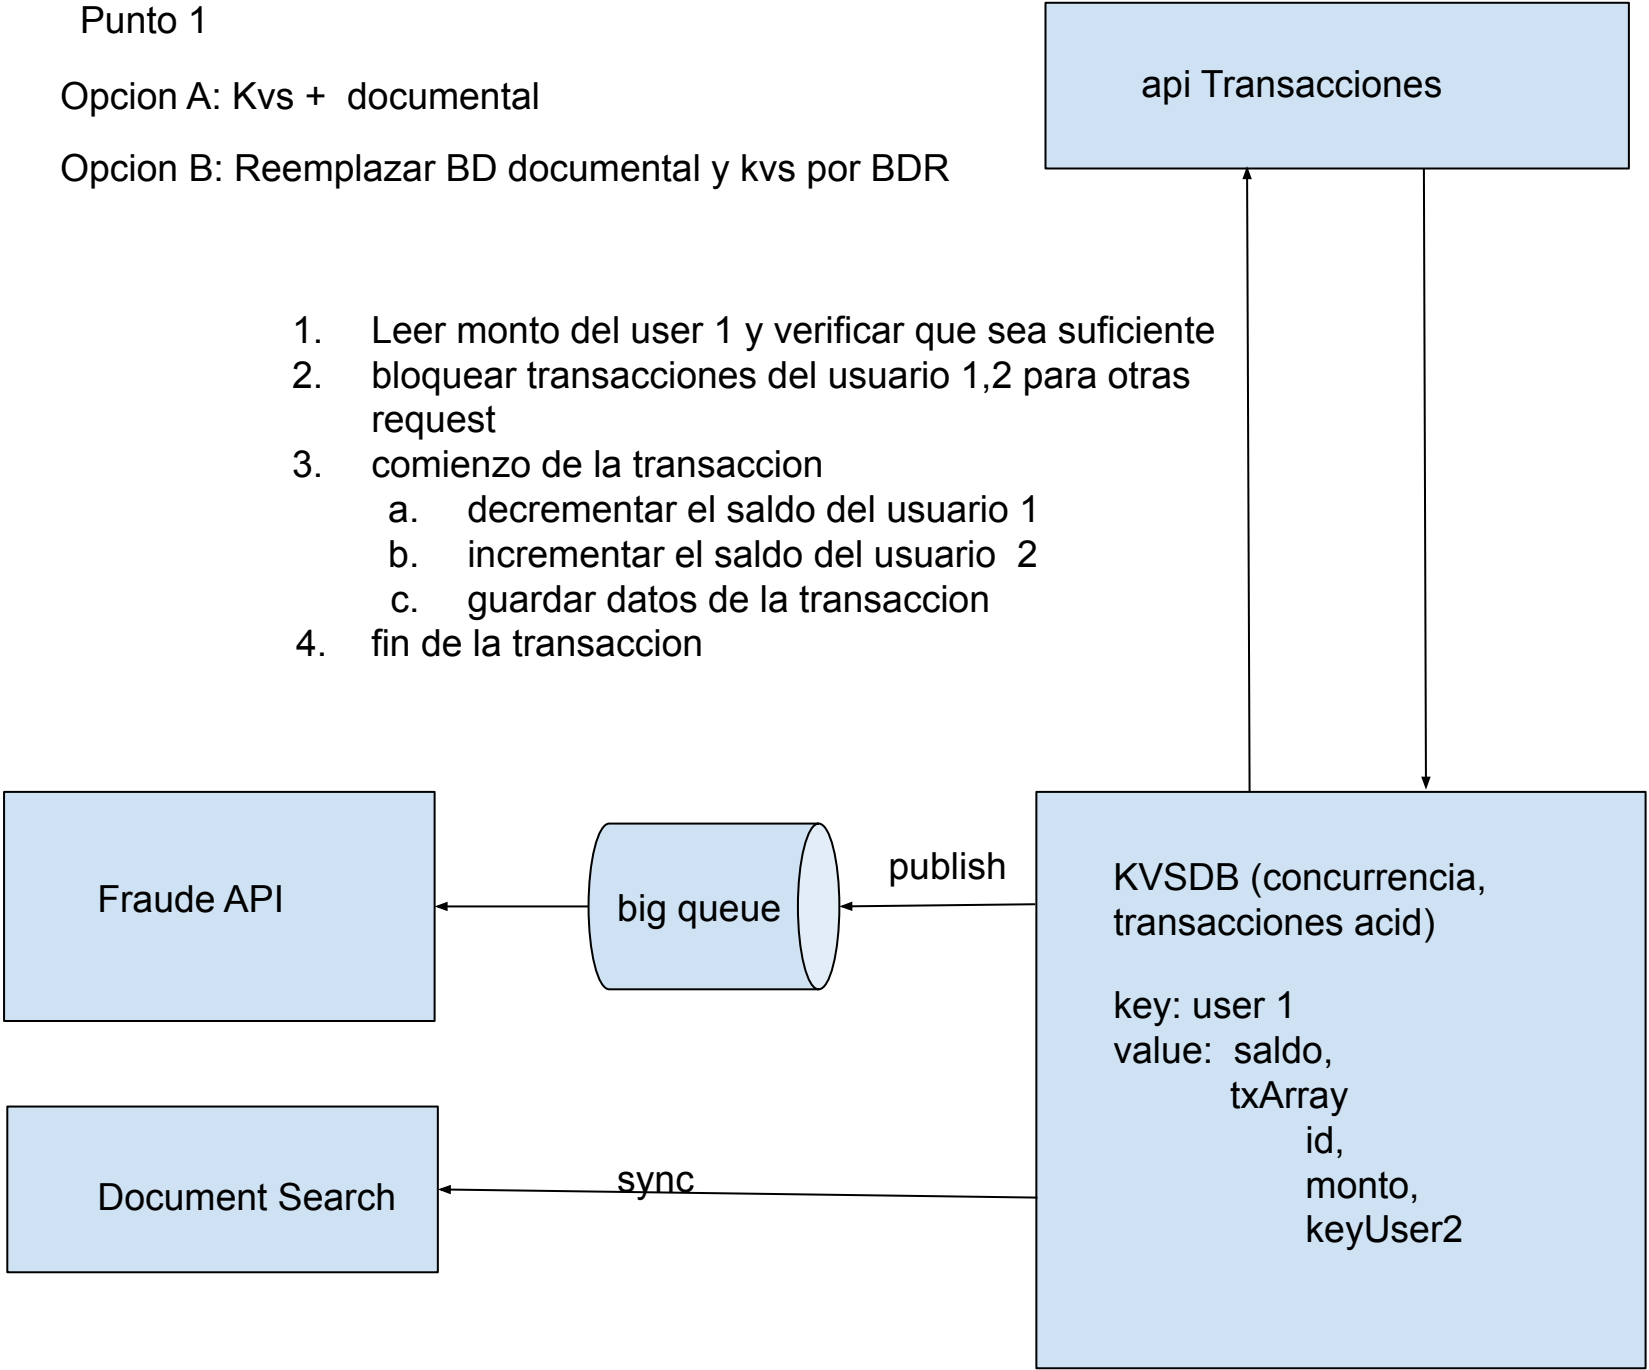 Punto 1
Opcion A: Kvs + documental
Opcion B: Reemplazar BD documental y kvs por BDR
api Transacciones
1. Leer monto del user 1 y verificar que sea suficiente
2. bloquear transacciones del usuario 1,2 para otras
request
3. comienzo de la transaccion
a. decrementar el saldo del usuario 1
b. incrementar el saldo del usuario 2
c. guardar datos de la transaccion
4. fin de la transaccion
Fraude API
big queue
publish
KVSDB (concurrencia,
transacciones acid)
key: user 1
value: saldo,
txArray
id,
monto,
keyUser2
Document Search
sync